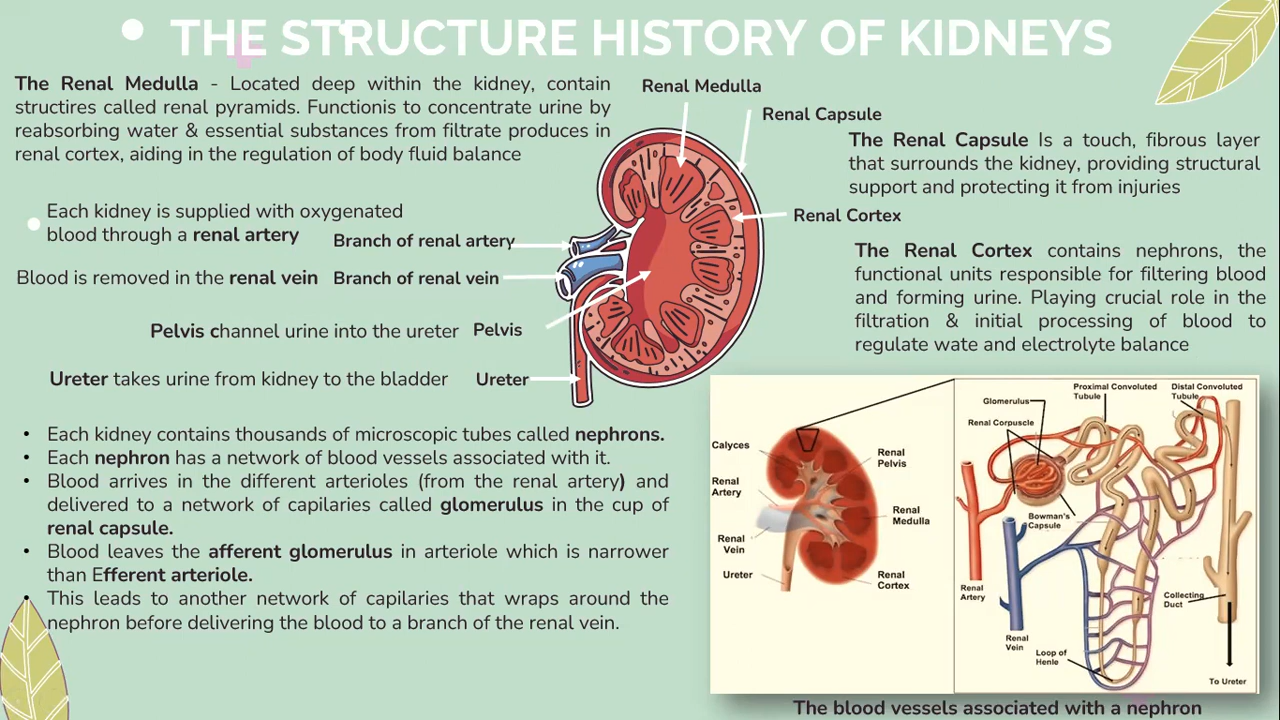 THE STRUCTURE HISTORY OF KIDNEYS
The Renal Medulla - Located deep within the kidney, contain
structires called renal pyramids. Functionis to concentrate urine by
reabsorbing water & essential substances from filtrate produces in
renal cortex, aiding in the regulation of body fluid balance
Renal Medulla
Renal Capsule
The Renal Capsule Is a touch, fibrous layer
that surrounds the kidney, providing structural
support and protecting it from injuries
Each kidney is supplied with oxygenated
blood through a renal artery
Branch of renal artery
Renal Cortex
Blood is removed in the renal vein
Branch of renal vein
The Renal Cortex contains nephrons, the
functional units responsible for filtering blood
and forming urine. Playing crucial role in the
filtration & initial processing of blood to
regulate wate and electrolyte balance
Pelvis channel urine into the ureter
Pelvis
Ureter takes urine from kidney to the bladder
Ureter
• Each kidney contains thousands of microscopic tubes called nephrons.
• Each nephron has a network of blood vessels associated with it.
• Blood arrives in the different arterioles (from the renal artery) and
delivered to a network of capilaries called glomerulus in the cup of
renal capsule.
• Blood leaves the afferent glomerulus in arteriole which is narrower
than Efferent arteriole.
• This leads to another network of capilaries that wraps around the
nephron before delivering the blood to a branch of the renal vein.
Calyces
Renal
Artery
Renal
Vein
Ureter
Renal
Pelvis
Renal
Medulla
Renal
Cortex
Glomerulus
Renal Corpuscle
Proximal Convoluted
Tubule
Distal Convoluted
Tubule
Bowman's
Capsule
Renal
Artery
Renal
Vein
Loop of
Henle
Collecting
Duct
To Ureter
The blood vessels associated with a nephron